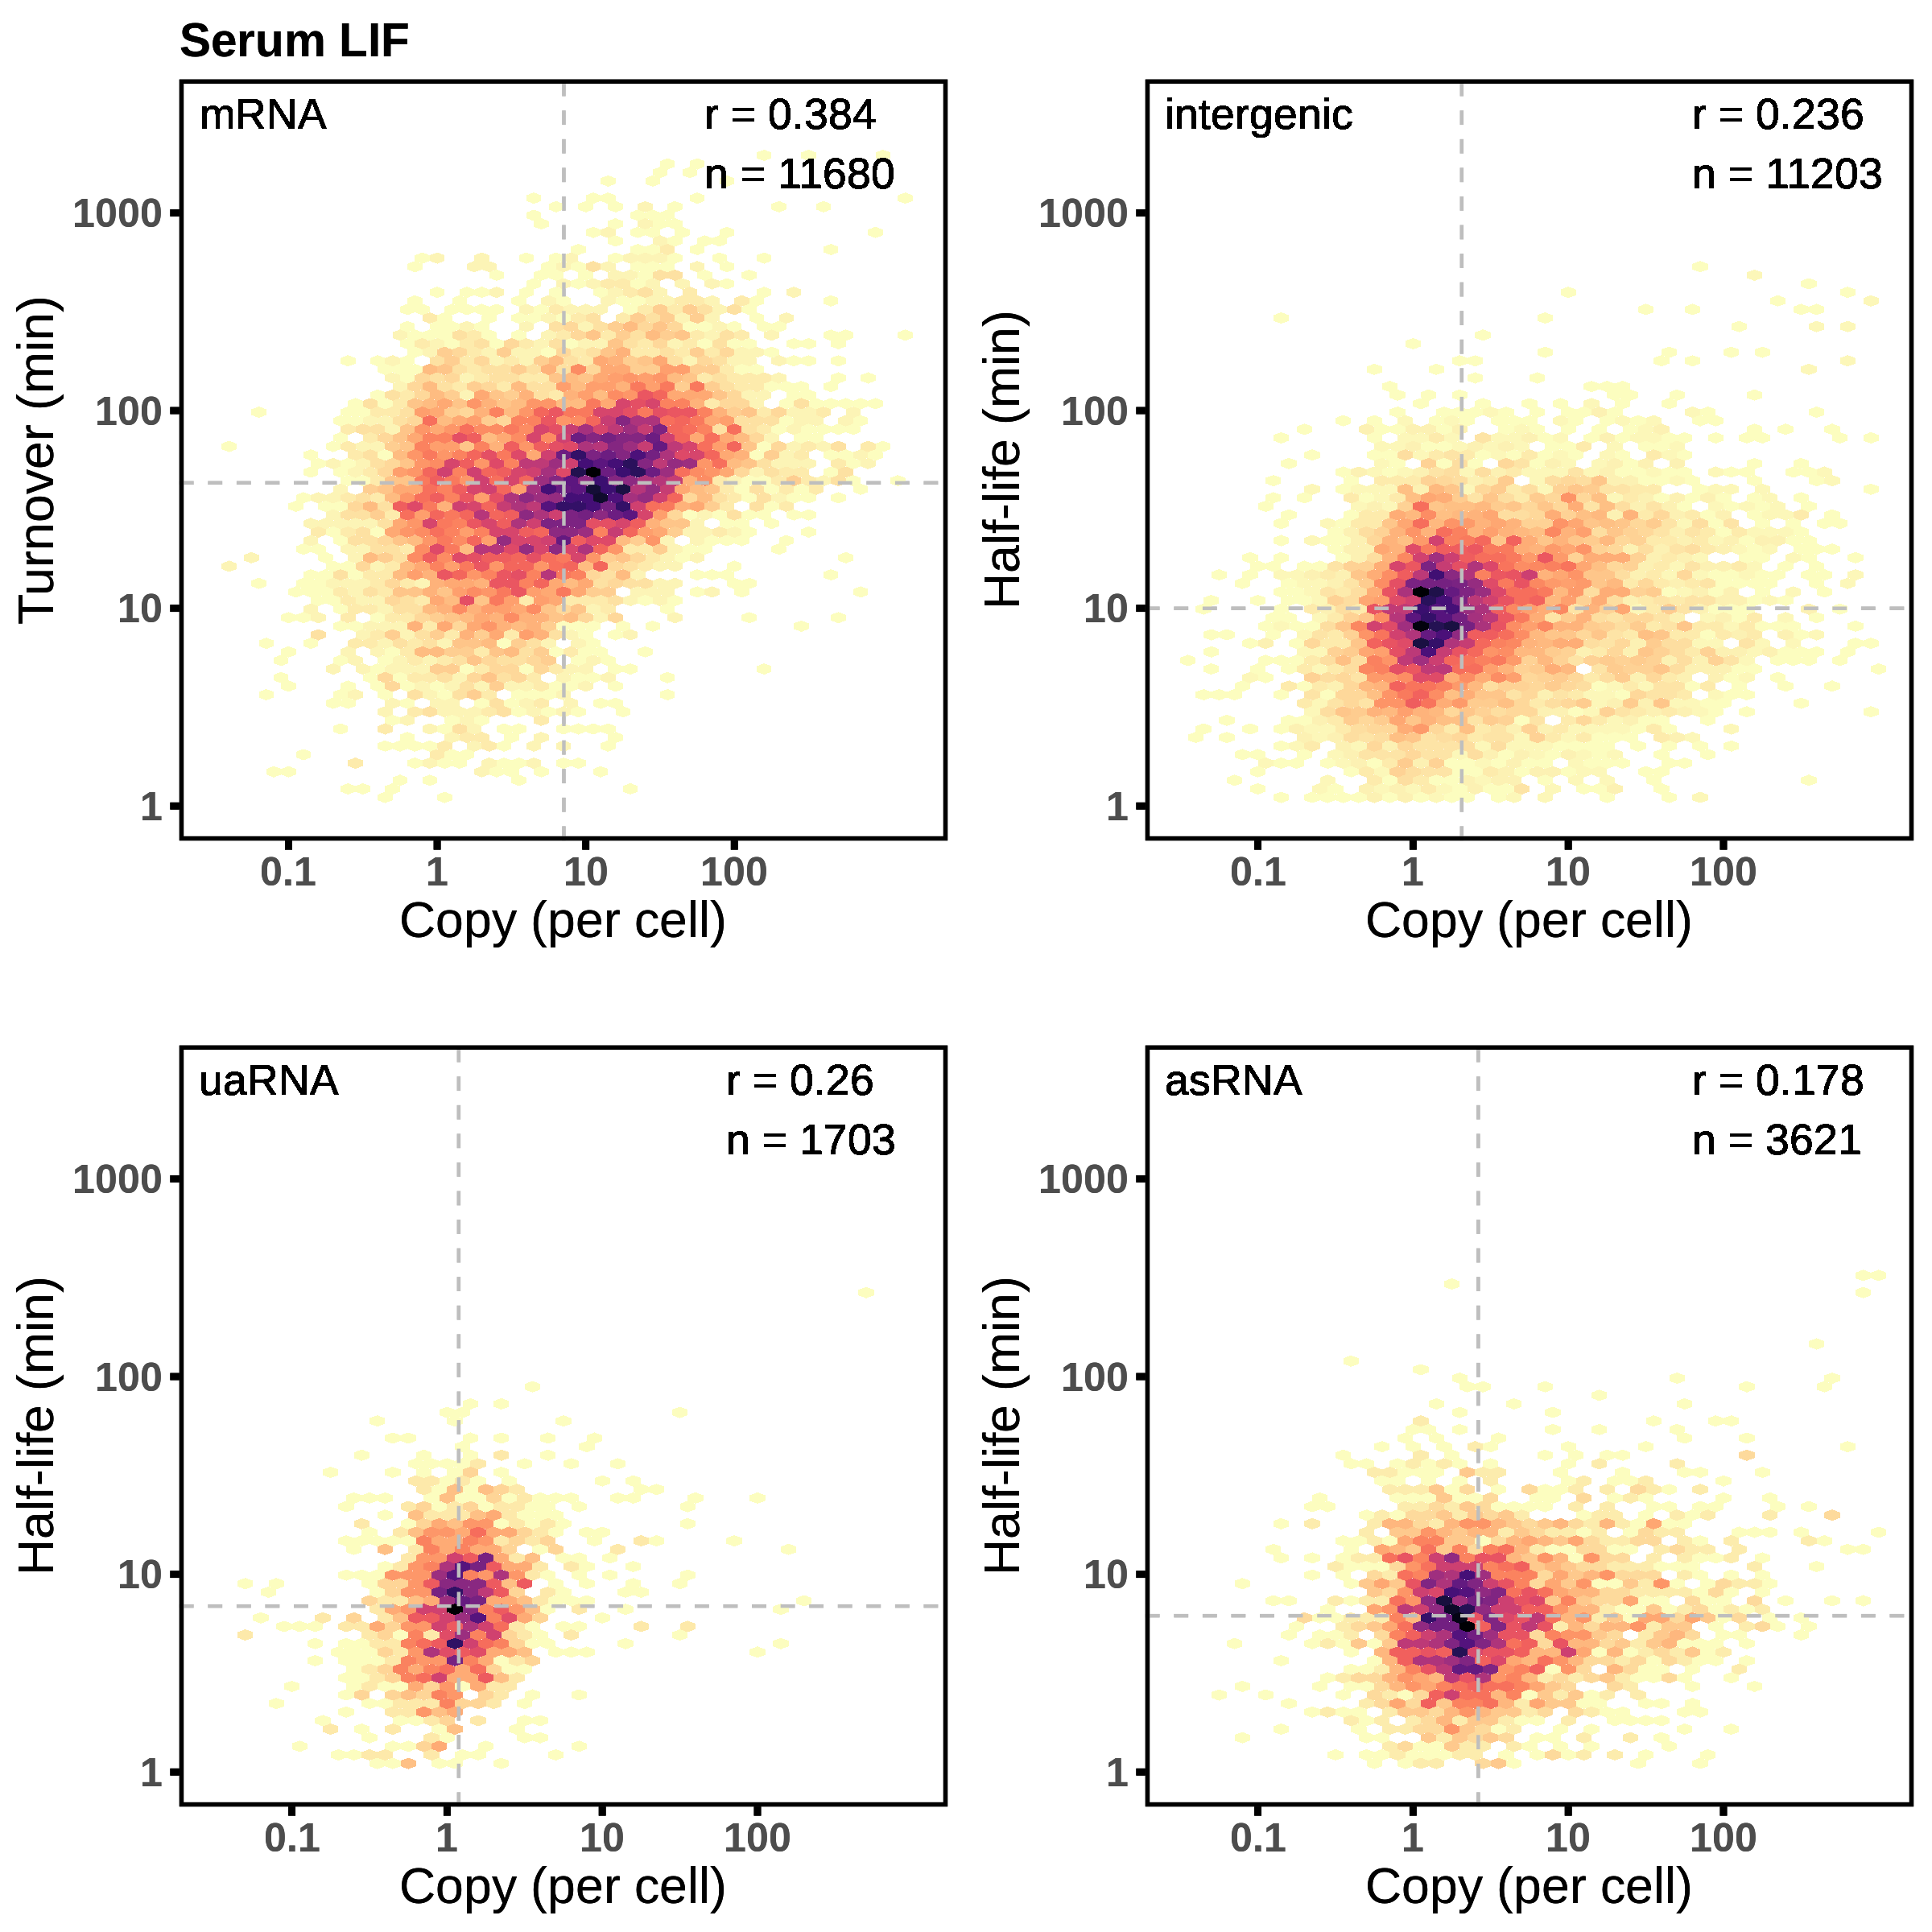 Serum LIF
mRNA
r = 0.384
n = 11680
Turnover (min)
1000
100
10
1
0.1
1
10
100
Copy (per cell)
intergenic
r = 0.236
n = 11203
Half-life (min)
1000
100
10
1
0.1
1
10
100
Copy (per cell)
uaRNA
r = 0.26
n = 1703
Half-life (min)
1000
100
10
1
0.1
1
10
100
Copy (per cell)
asRNA
r = 0.178
n = 3621
Half-life (min)
1000
100
10
1
0.1
1
10
100
Copy (per cell)